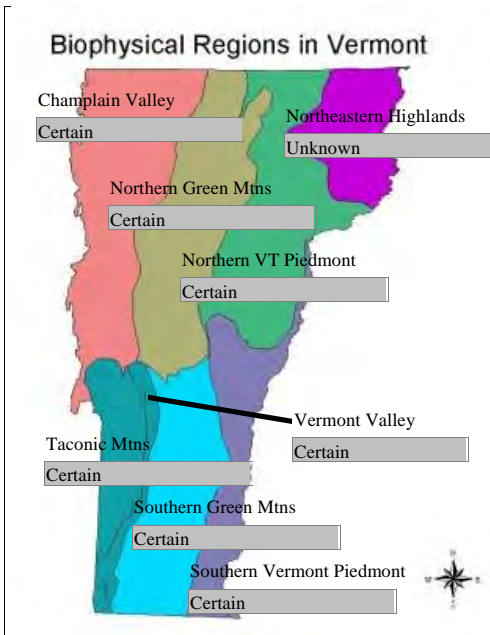 Biophysical Regions in Vermont
Champlain Valley
Certain
Northeastern Highlands
Unknown
Northern Green Mtns
Certain
Northern VT Piedmont
Certain
Vermont Valley
Certain
Taconic Mtns
Certain
Southern Green Mtns
Certain
Southern Vermont Piedmont
Certain